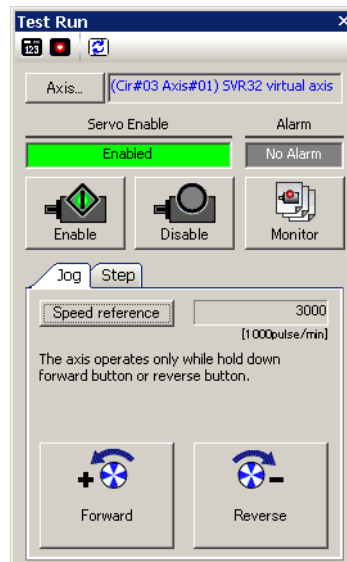 Test Run
123
Axis...
(Cir#03 Axis#01) SVR32 virtual axis
Servo Enable
Alarm
Enabled
No Alarm
Enable
Disable
Monitor
Jog
Step
Speed reference
3000
[1000pulse/min]
The axis operates only while hold down
forward button or reverse button.
Forward
Reverse